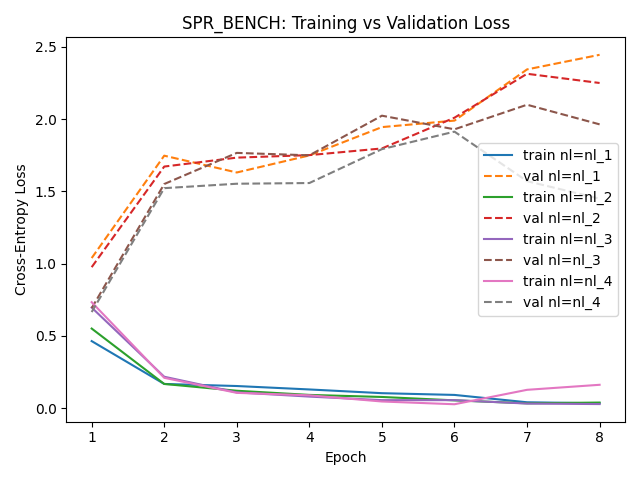 SPR_BENCH: Training vs Validation Loss
Cross-Entropy Loss
2.5
2.0
1.5
1.0
0.5
0.0
train nl=nl_1
val nl=nl_1
train nl=nl_2
val nl=nl_2
train nl=nl_3
val nl=nl_3
train nl=nl_4
val nl=nl_4
1 2 3 4 5 6 7 8
Epoch